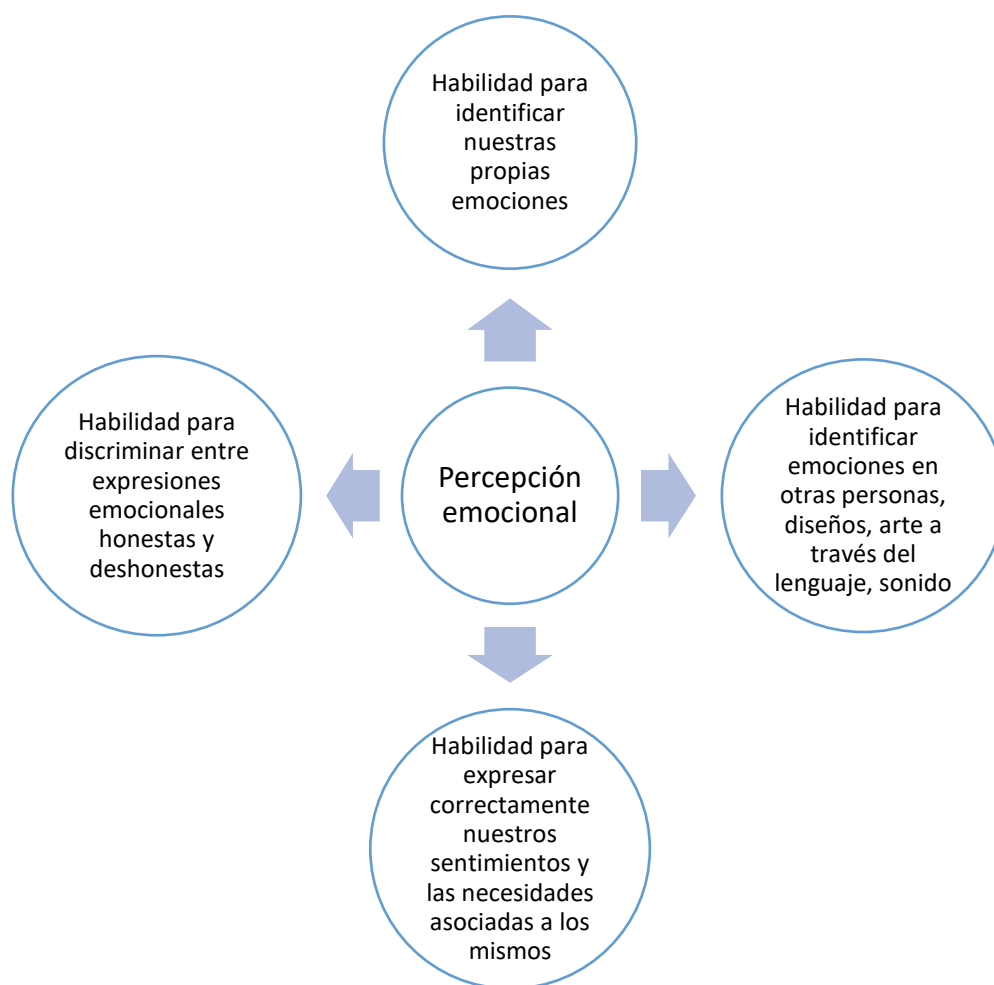 Habilidad para
identificar
nuestras
propias
emociones
Habilidad para
discriminar entre
expresiones
emocionales
honestas y
deshonestas
Percepción
emocional
Habilidad para
identificar
emociones en
otras personas,
diseños, arte a
través del
lenguaje, sonido
Habilidad para
expresar
correctamente
nuestros
sentimientos y
las necesidades
asociadas a los
mismos